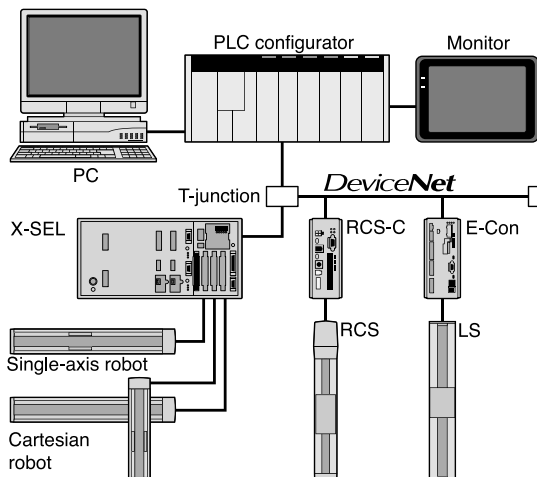 PLC configurator
Monitor
PC
T-junction
DeviceNet
X-SEL
RCS-C
E-Con
RCS
LS
Single-axis robot
Cartesian
robot